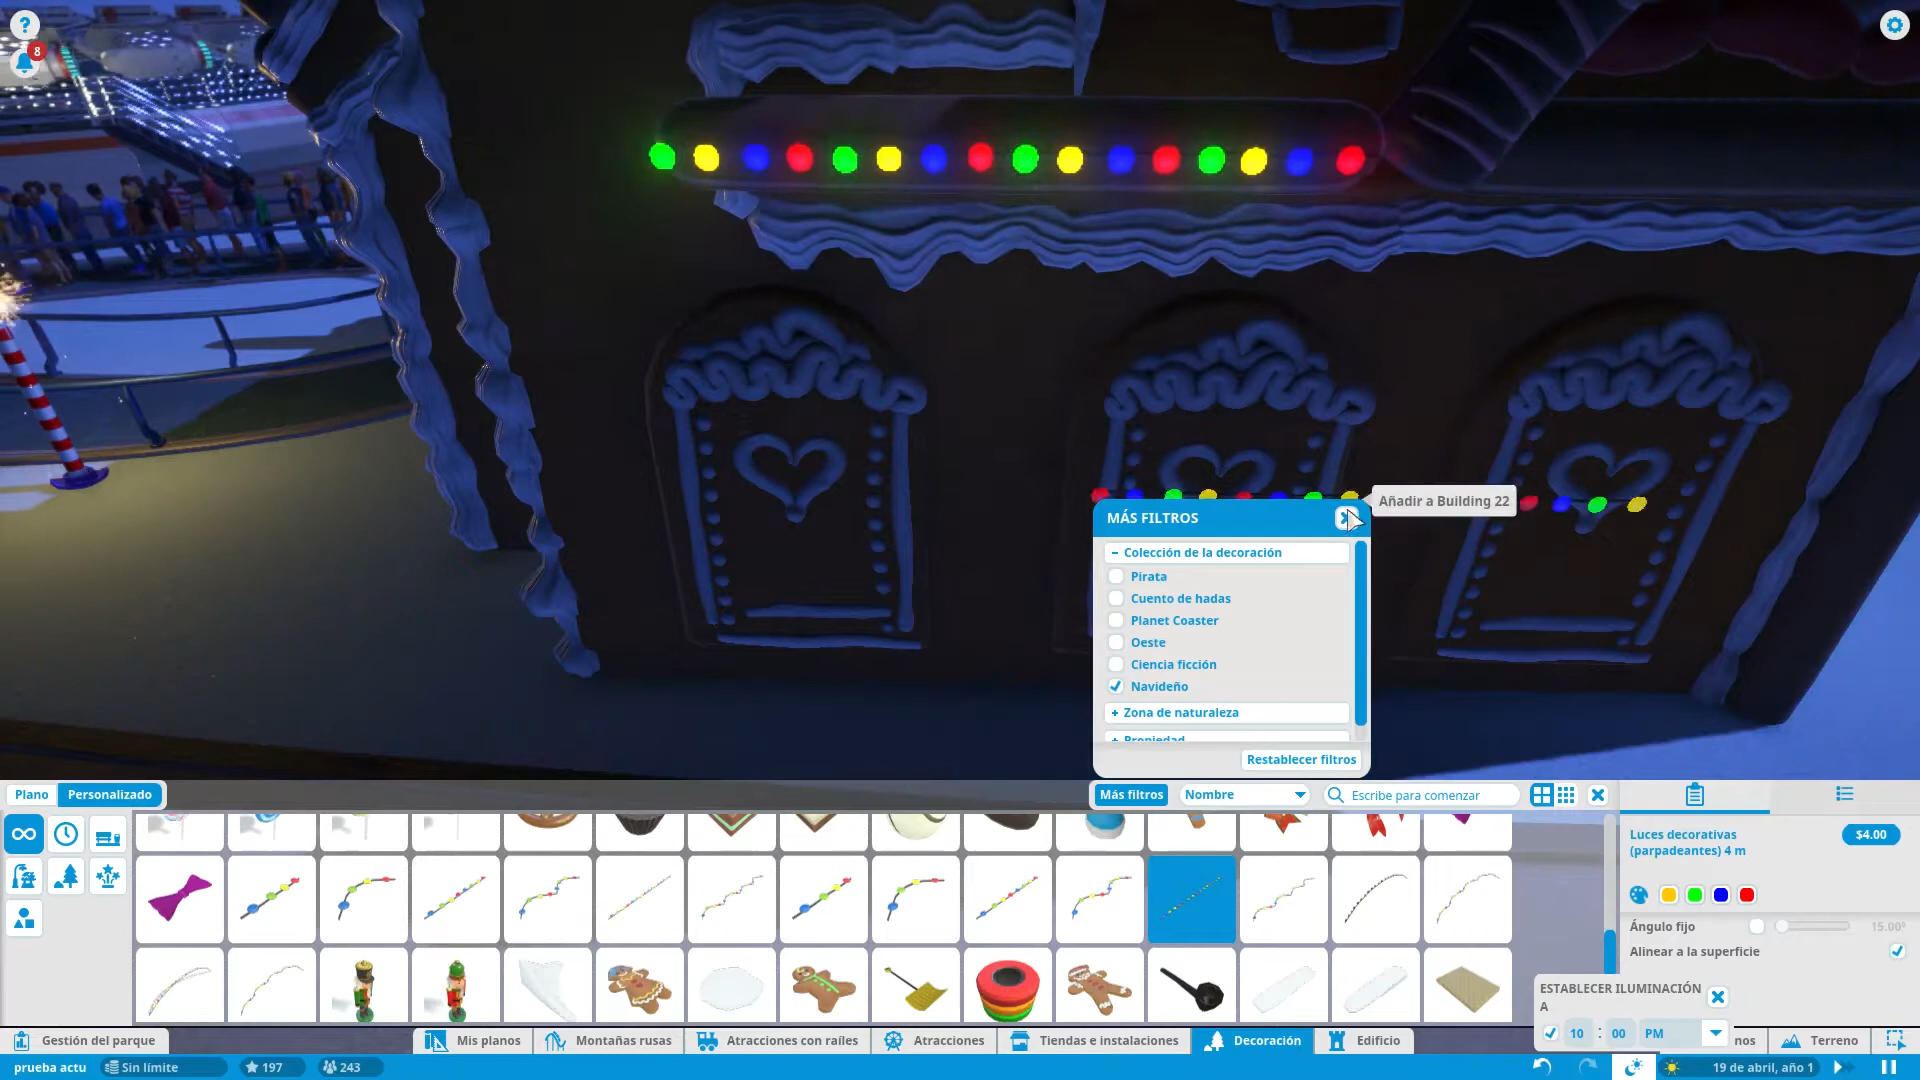 ?
8
Añadir a Building 22
MÁS FILTROS
– Colección de la decoración
Pirata
Cuento de hadas
Planet Coaster
Oeste
Ciencia ficción
Navideño
+ Zona de naturaleza
+ Propiedad
Restablecer filtros
Plano
Personalizado
Más filtros
Nombre
Escribe para comenzar
Luces decorativas
(parpadeantes) 4 m
$4.00
Ángulo fijo
15.00º
Alinear a la superficie
ESTABLECER ILUMINACIÓN
A
10 : 00 PM
Gestión del parque
Mis planos
Montañas rusas
Atracciones con raíles
Atracciones
Tiendas e instalaciones
Decoración
Edificio
nos
Terreno
prueba actu
Sin límite
197
243
19 de abril, año 1